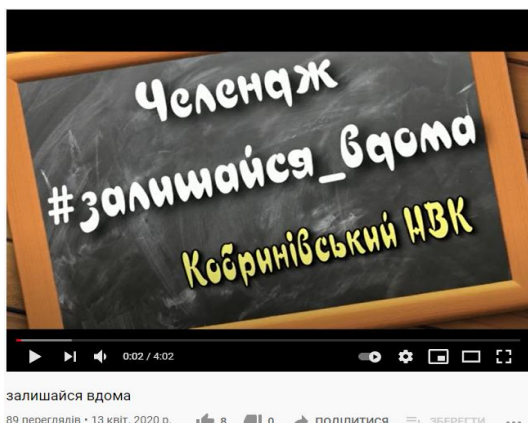 Челендж
#залишайся_вдома
Кобринівський НВК
0:02 / 4:02
залишайся вдома
89 переглядів • 13 квіт. 2020 р. 8 0 ПОДІЛИТИСЯ ЗБЕРЕГТИ